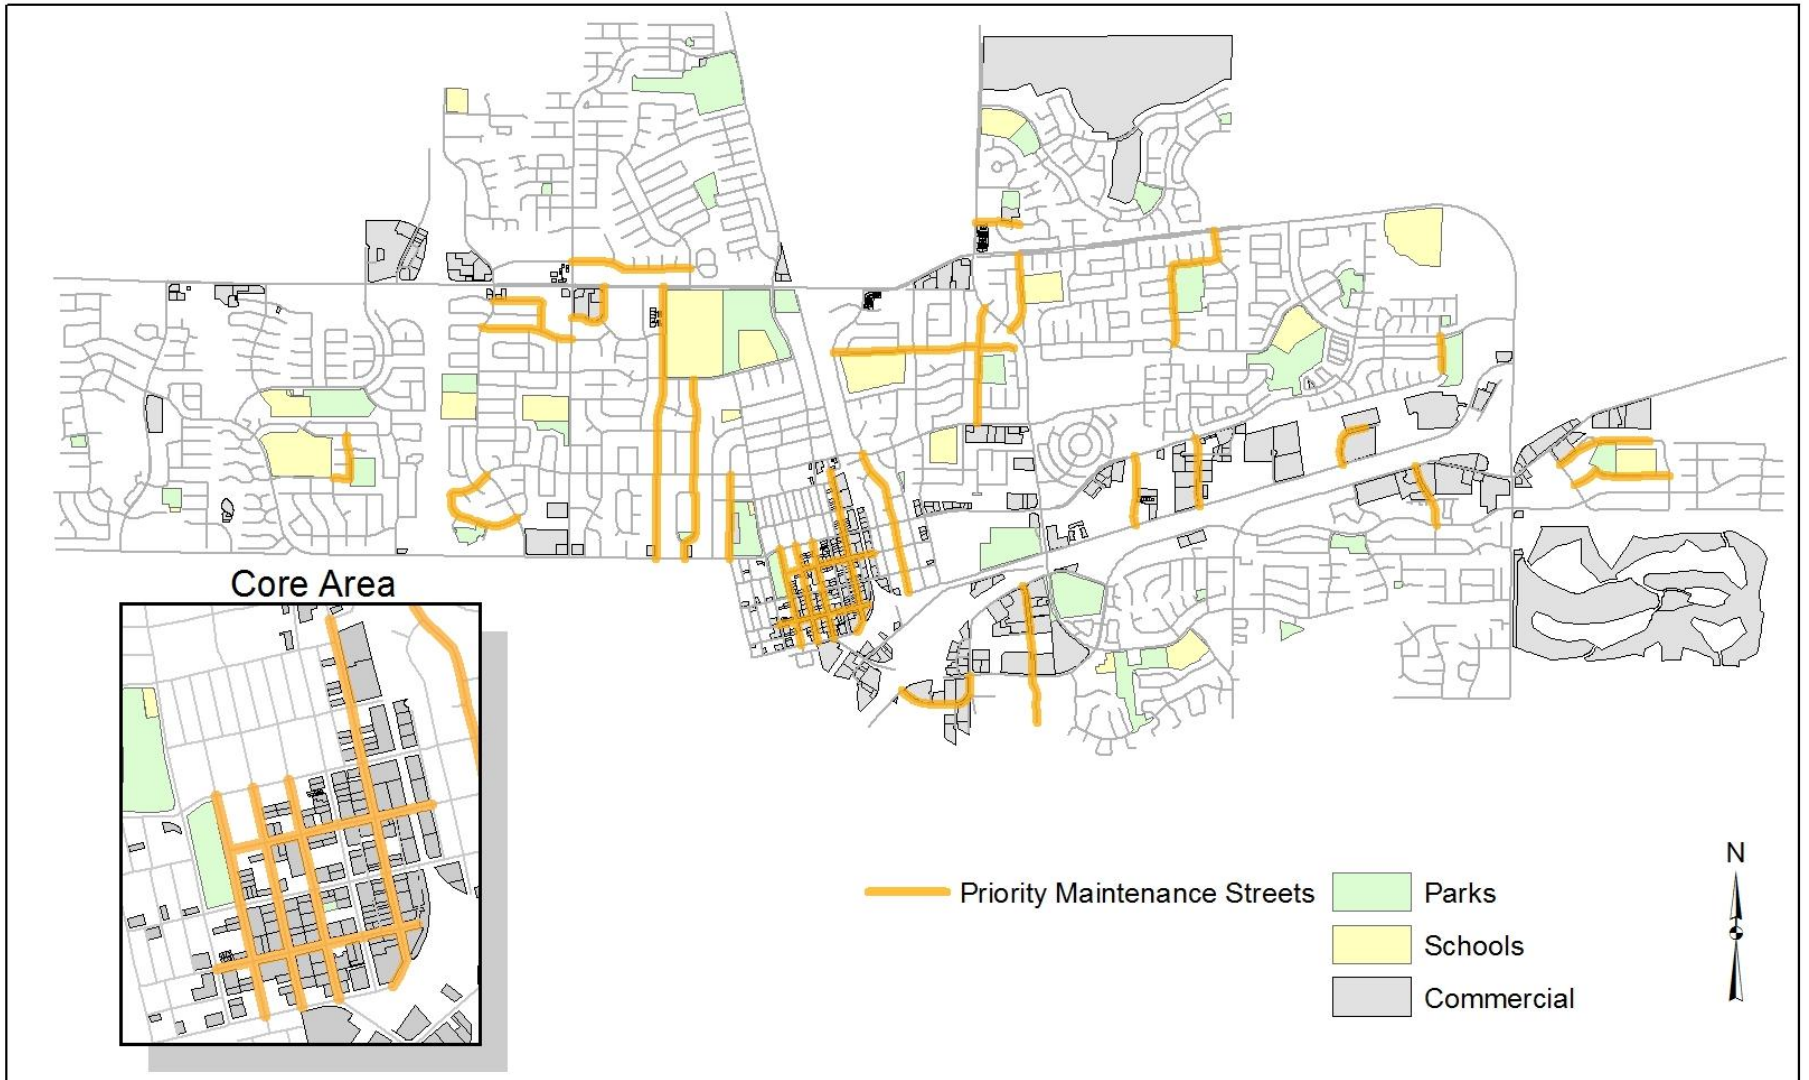 Core Area
N
Priority Maintenance Streets
Parks
Schools
Commercial